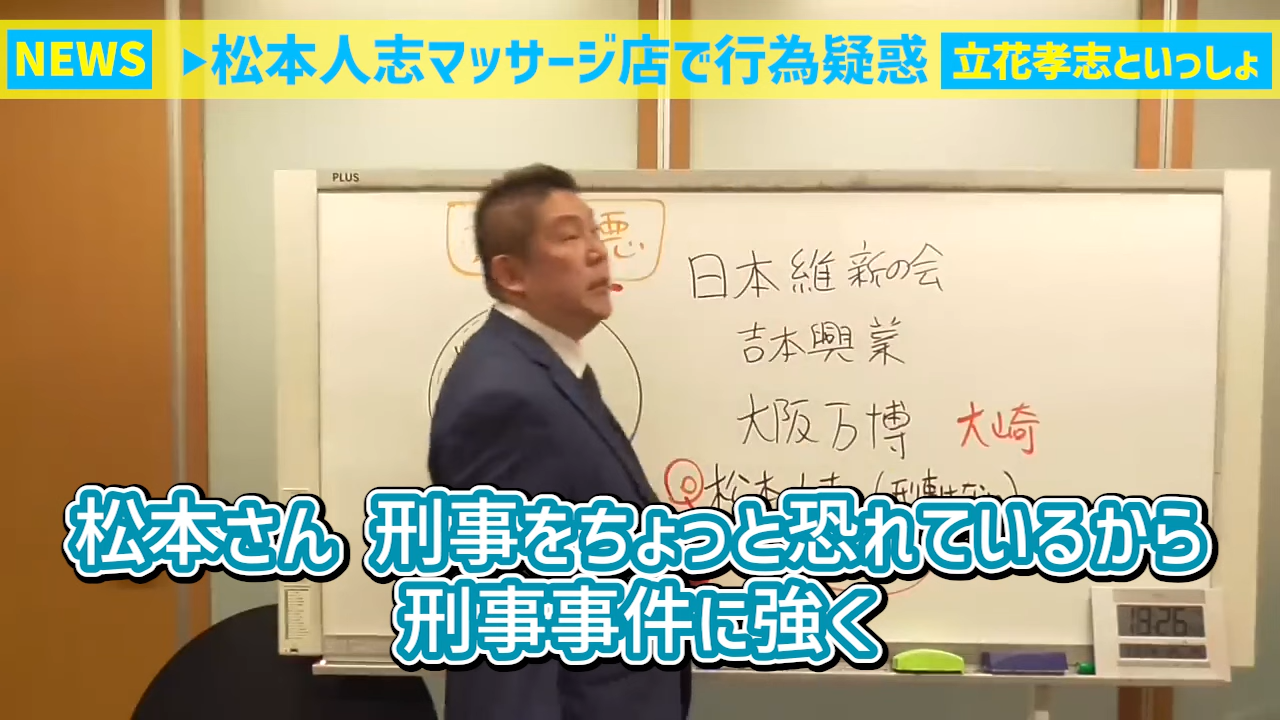 NEWS ▶松本人志マッサージ店で行為疑惑 立花孝志といっしょ
PLUS
悪
日本維新の会
吉本興業
大阪万博 大崎
松本
松本さん 刑事をちょっと恐れているから
刑事事件に強く